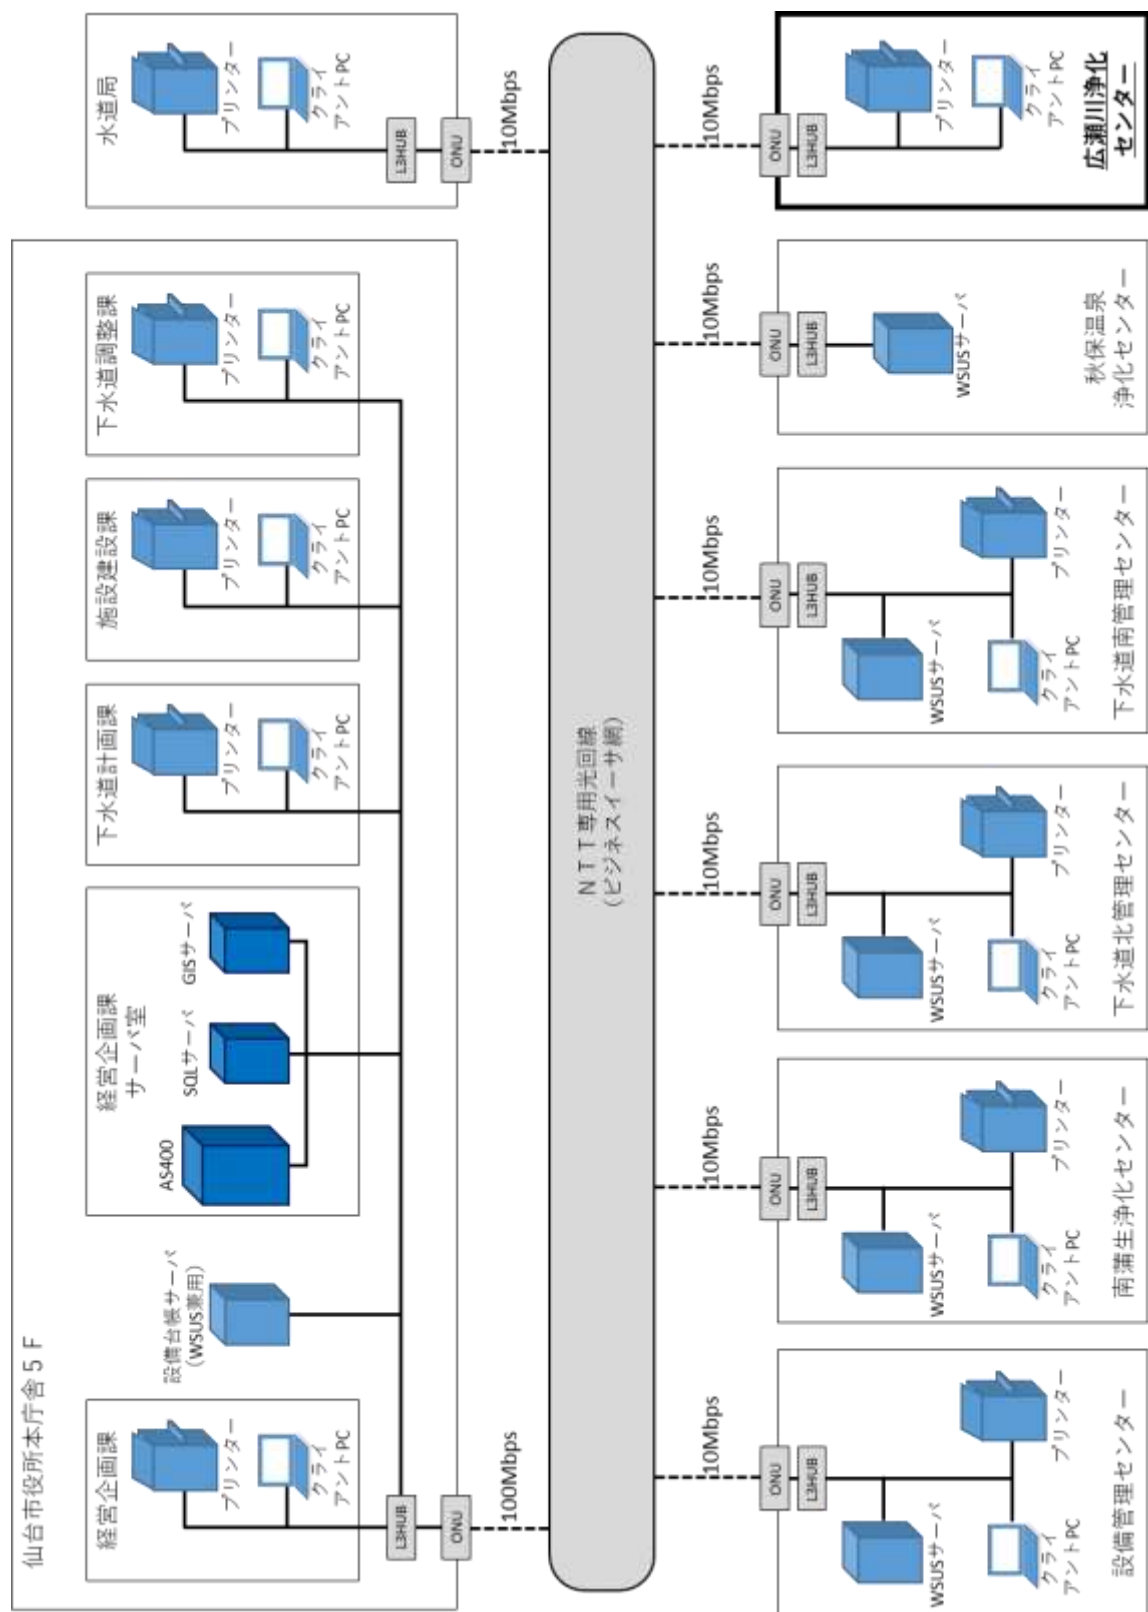 仙台市役所本庁舎5F
経営企画課
プリンター
クライ
アントPC
L3HUB
ONU
100Mbps
設備台帳サーバ
(WSUS兼用)
経営企画課
サーバ室
AS400
SQLサーバ
GISサーバ
下水道計画課
プリンター
クライ
アントPC
施設建設課
プリンター
クライ
アントPC
下水道調整課
プリンター
クライ
アントPC
水道局
プリンター
クライ
アントPC
L3HUB
ONU
10Mbps
NTT専用光回線
(ビジネスイーサ網)
10Mbps
ONU
L3HUB
WSUSサーバ
プリンター
クライ
アントPC
設備管理センター
10Mbps
ONU
L3HUB
WSUSサーバ
プリンター
クライ
アントPC
南蒲生浄化センター
10Mbps
ONU
L3HUB
WSUSサーバ
プリンター
クライ
アントPC
下水道北管理センター
10Mbps
ONU
L3HUB
WSUSサーバ
プリンター
クライ
アントPC
下水道南管理センター
10Mbps
ONU
L3HUB
WSUSサーバ
秋保温泉
浄化センター
10Mbps
ONU
L3HUB
プリンター
クライ
アントPC
広瀬川浄化
センター